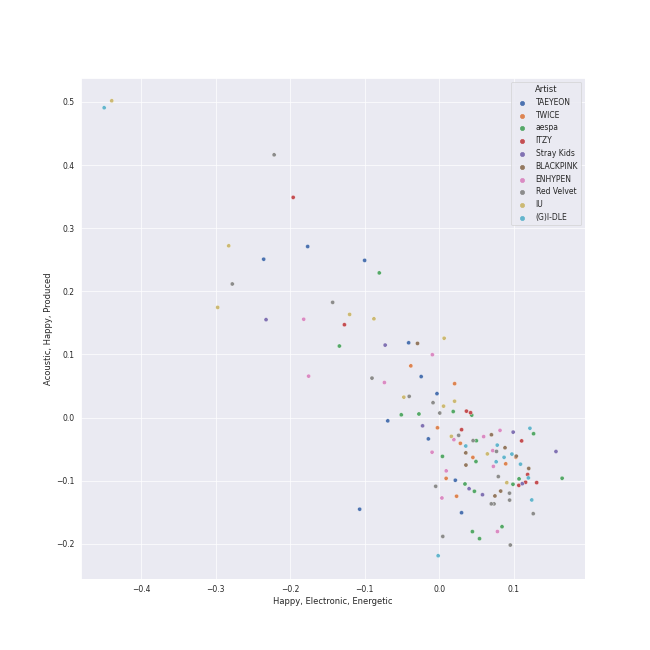 Artist
TAEYEON
TWICE
aespa
ITZY
Stray Kids
BLACKPINK
ENHYPEN
Red Velvet
IU
(G)I-DLE
Acoustic, Happy, Produced
0.5
0.4
0.3
0.2
0.1
0.0
−0.1
−0.2
−0.4
−0.3
−0.2
−0.1
0.0
0.1
Happy, Electronic, Energetic